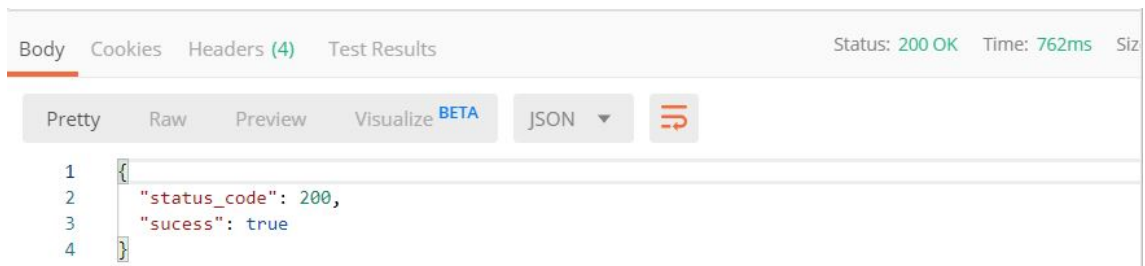 Body Cookies Headers (4) Test Results Status: 200 OK Time: 762ms Siz
Pretty Raw Preview Visualize BETA JSON
1 {
2 "status_code": 200,
3 "sucess": true
4 }